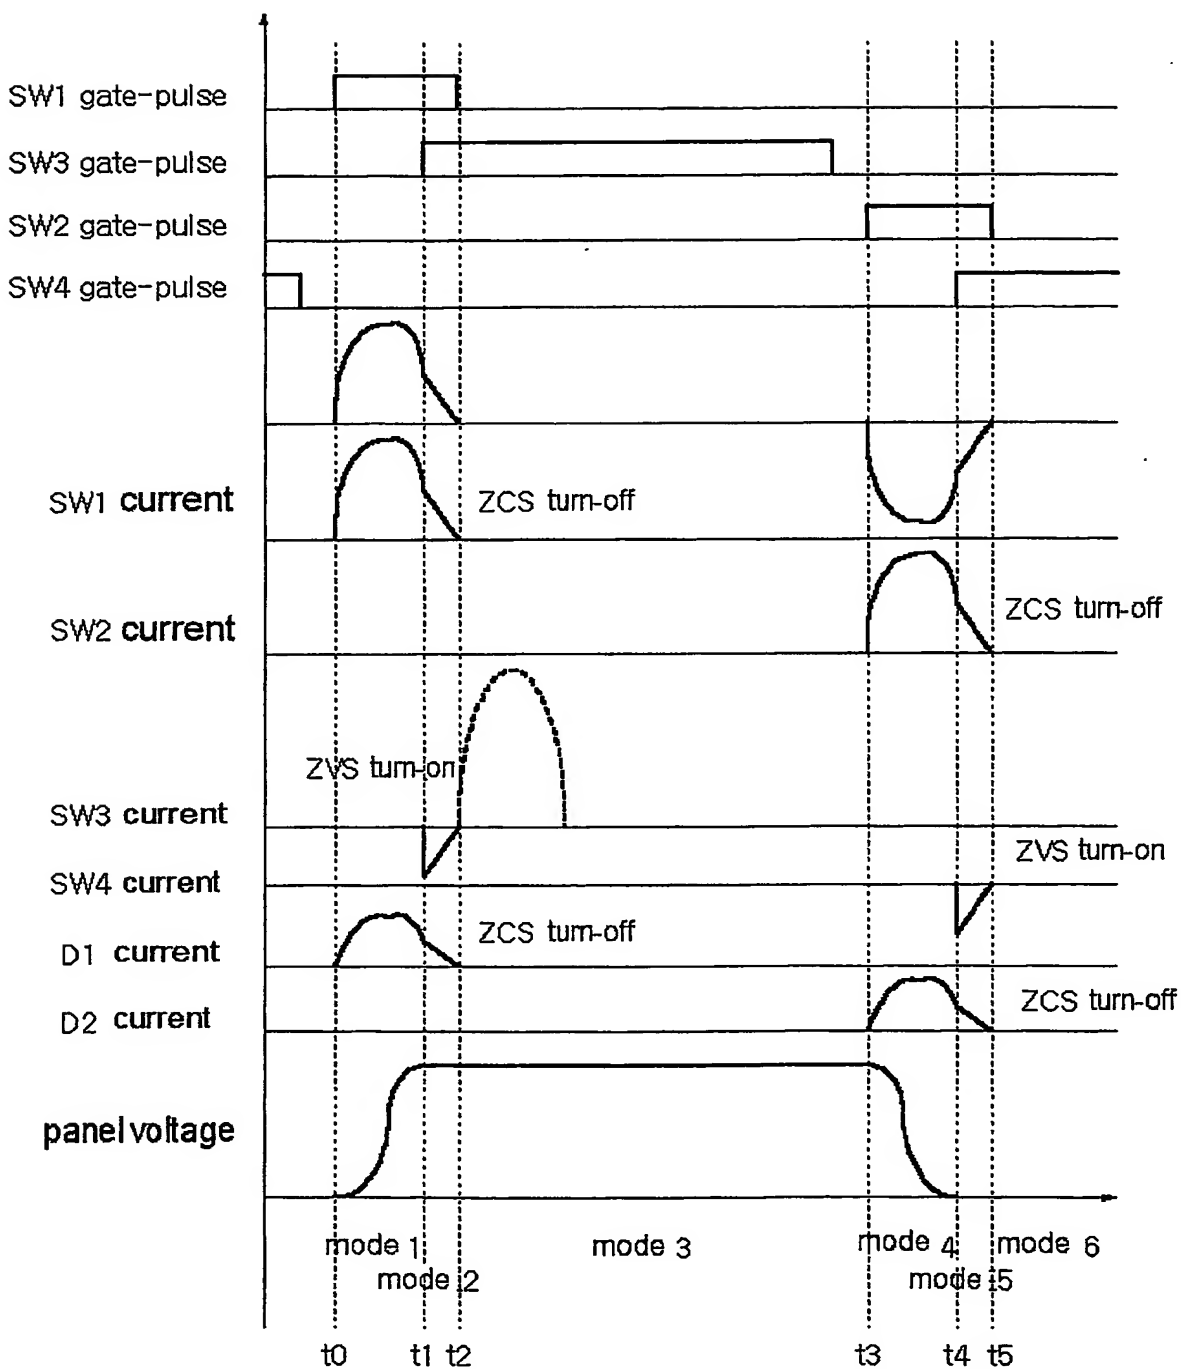 SW1 gate-pulse
SW3 gate-pulse
SW2 gate-pulse
SW4 gate-pulse
SW1 current
ZCS turn-off
SW2 current
ZCS turn-off
ZVS turn-on
SW3 current
ZVS turn-on
SW4 current
D1 current
ZCS turn-off
D2 current
ZCS turn-off
panel voltage
mode 1
mode 3
mode 4
mode 6
mode 2
mode 5
t0
t1
t2
t3
t4
t5